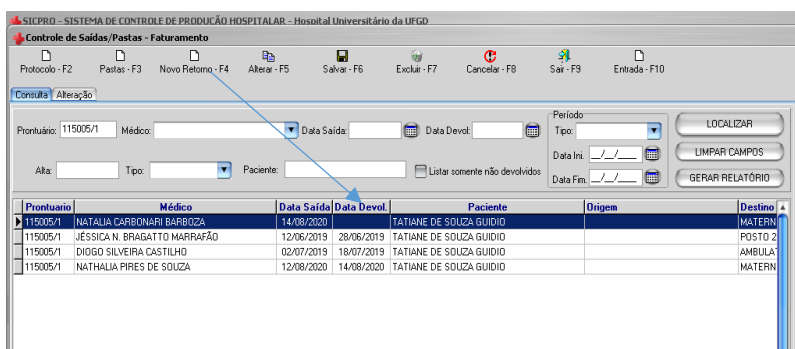 SICPRO - SISTEMA DE CONTROLE DE PRODUCÃO HOSPITALAR - Hospital Universitário da UFGD
Controle de Saídas/Pastas - Faturamento
Protocolo - F2 Pastas - F3 Novo Retorno - F4 Alterar - F5 Salvar - F6 Excluir - F7 Cancelar - F8 Sair - F9 Entrada - F10
Consulta Alteração
Prontuário: 115005/1 Médico: Data Saída: Data Devol: Período Tipo: LOCALIZAR
Data Ini. _/_/__ LIMPAR CAMPOS
Alta: Tipo: Paciente: Listar somente não devolvidos Data Fim. _/_/__ GERAR RELATÓRIO
Prontuario Médico Data Saída Data Devol. Paciente Origem Destino
115005/1 NATALIA CARBONARI BARBOZA 14/08/2020 TATIANE DE SOUZA GUIDIO MATERN
115005/1 JÉSSICA N. BRAGATTO MARRAFÃO 12/06/2019 28/06/2019 TATIANE DE SOUZA GUIDIO POSTO 2
115005/1 DIOGO SILVEIRA CASTILHO 02/07/2019 18/07/2019 TATIANE DE SOUZA GUIDIO AMBULAT
115005/1 NATHALIA PIRES DE SOUZA 12/08/2020 14/08/2020 TATIANE DE SOUZA GUIDIO MATERN